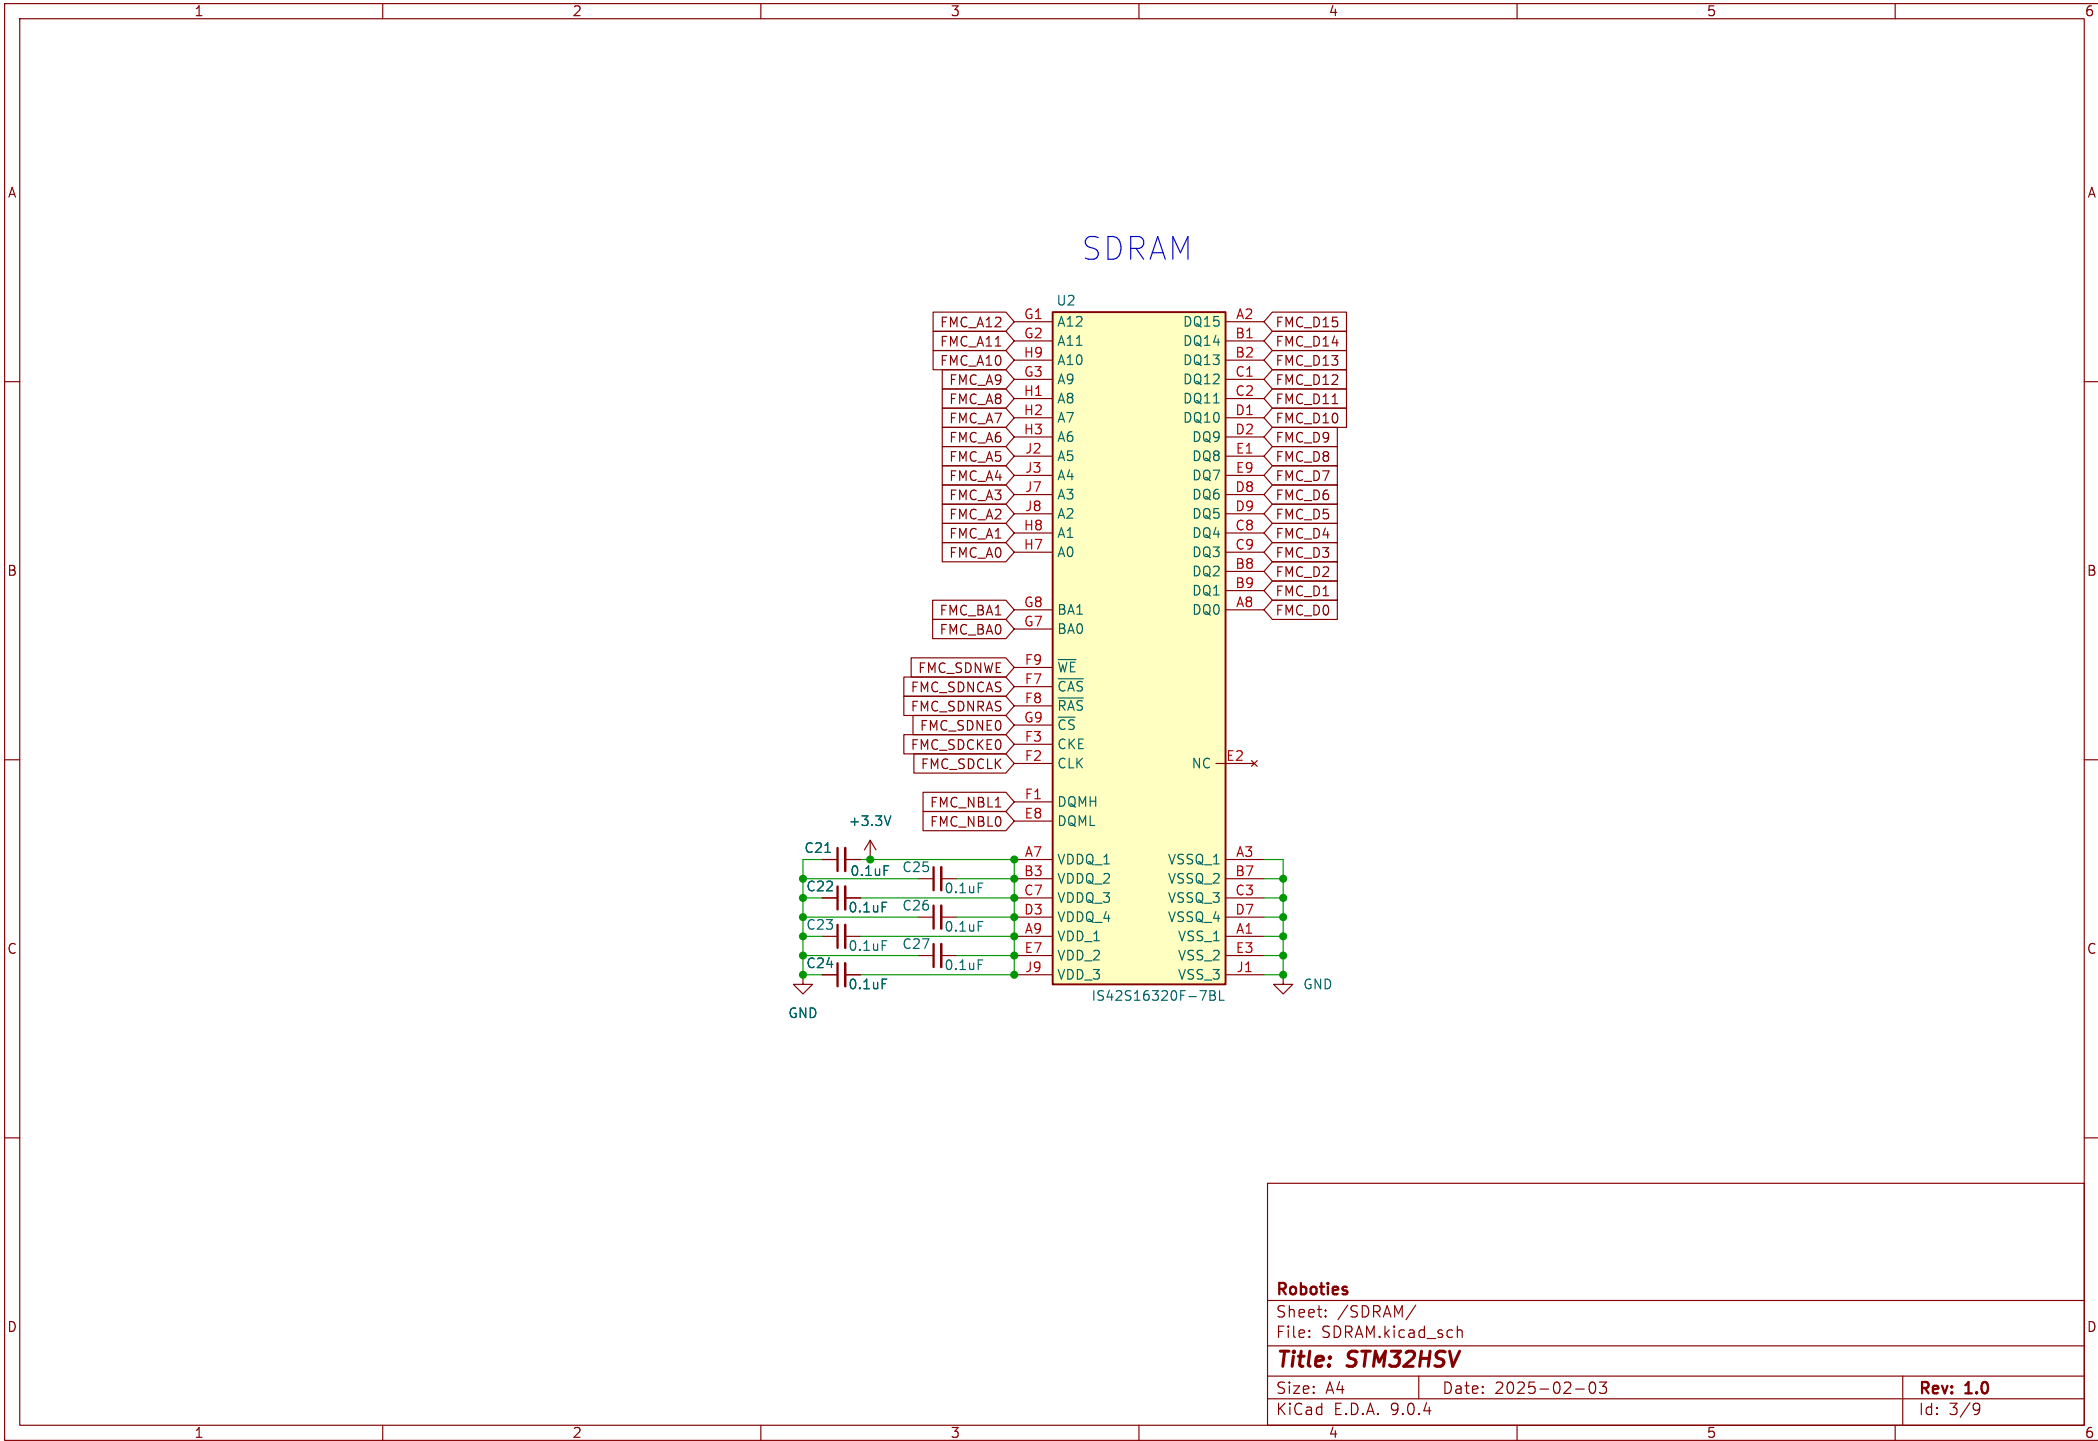 1 2 3 4 5 6
A A
B B
C C
D D
SDRAM
U2
FMC_A12 G1 A12 DQ15 A2 FMC_D15
FMC_A11 G2 A11 DQ14 B1 FMC_D14
FMC_A10 H9 A10 DQ13 B2 FMC_D13
FMC_A9 G3 A9 DQ12 C1 FMC_D12
FMC_A8 H1 A8 DQ11 C2 FMC_D11
FMC_A7 H2 A7 DQ10 D1 FMC_D10
FMC_A6 H3 A6 DQ9 D2 FMC_D9
FMC_A5 J2 A5 DQ8 E1 FMC_D8
FMC_A4 J3 A4 DQ7 E9 FMC_D7
FMC_A3 J7 A3 DQ6 D8 FMC_D6
FMC_A2 J8 A2 DQ5 D9 FMC_D5
FMC_A1 H8 A1 DQ4 C8 FMC_D4
FMC_A0 H7 A0 DQ3 C9 FMC_D3
DQ2 B8 FMC_D2
DQ1 B9 FMC_D1
FMC_BA1 G8 BA1 DQ0 A8 FMC_D0
FMC_BA0 G7 BA0
FMC_SDNWE F9 WE
FMC_SDNCAS F7 CAS
FMC_SDNRAS F8 RAS
FMC_SDNE0 G9 CS
FMC_SDCKE0 F3 CKE
FMC_SDCLK F2 CLK NC E2
FMC_NBL1 F1 DQMH
FMC_NBL0 E8 DQML
+3.3V
C21 0.1uF A7 VDDQ_1 VSSQ_1 A3
C25 0.1uF B3 VDDQ_2 VSSQ_2 B7
C22 0.1uF C7 VDDQ_3 VSSQ_3 C3
C26 0.1uF D3 VDDQ_4 VSSQ_4 D7
C23 0.1uF A9 VDD_1 VSS_1 A1
C27 0.1uF E7 VDD_2 VSS_2 E3
C24 0.1uF J9 VDD_3 VSS_3 J1
GND
IS42S16320F-7BL
GND
Roboties
Sheet: /SDRAM/
File: SDRAM.kicad_sch
Title: STM32HSV
Size: A4 Date: 2025-02-03 Rev: 1.0
KiCad E.D.A. 9.0.4 Id: 3/9
1 2 3 4 5 6